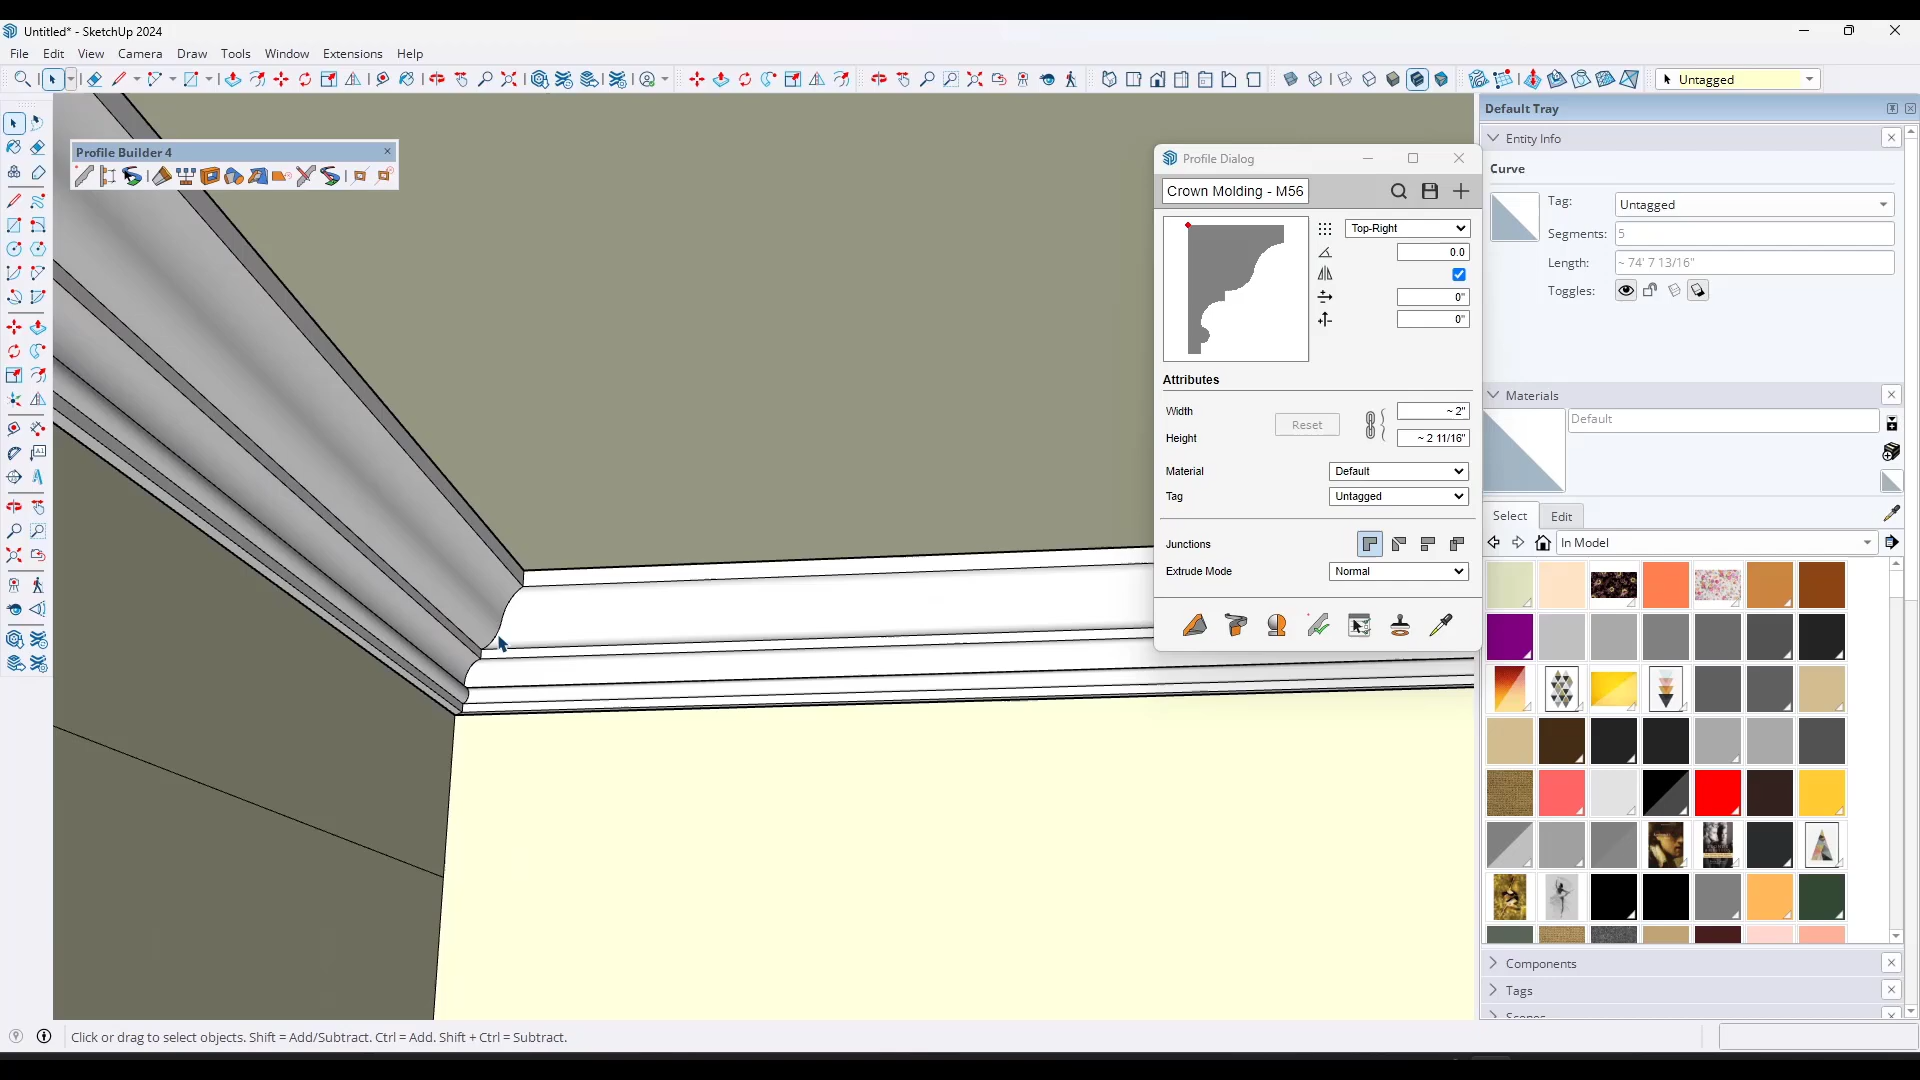 Untitled* - SketchUp 2024
File Edit View Camera Draw Tools Window Extensions Help
Untagged
Profile Builder 4
Profile Dialog
Crown Molding - M56
Top-Right
0.0
0"
0"
Attributes
Width
~ 2"
Reset
Height
~ 2 11/16"
Material
Default
Tag
Untagged
Junctions
Extrude Mode
Normal
Default Tray
Entity Info
Curve
Tag:
Untagged
Segments:
5
Length:
~ 74' 7 13/16"
Toggles:
Materials
Default
Select
Edit
In Model
Components
Tags
Scenes
Click or drag to select objects. Shift = Add/Subtract. Ctrl = Add. Shift + Ctrl = Subtract.